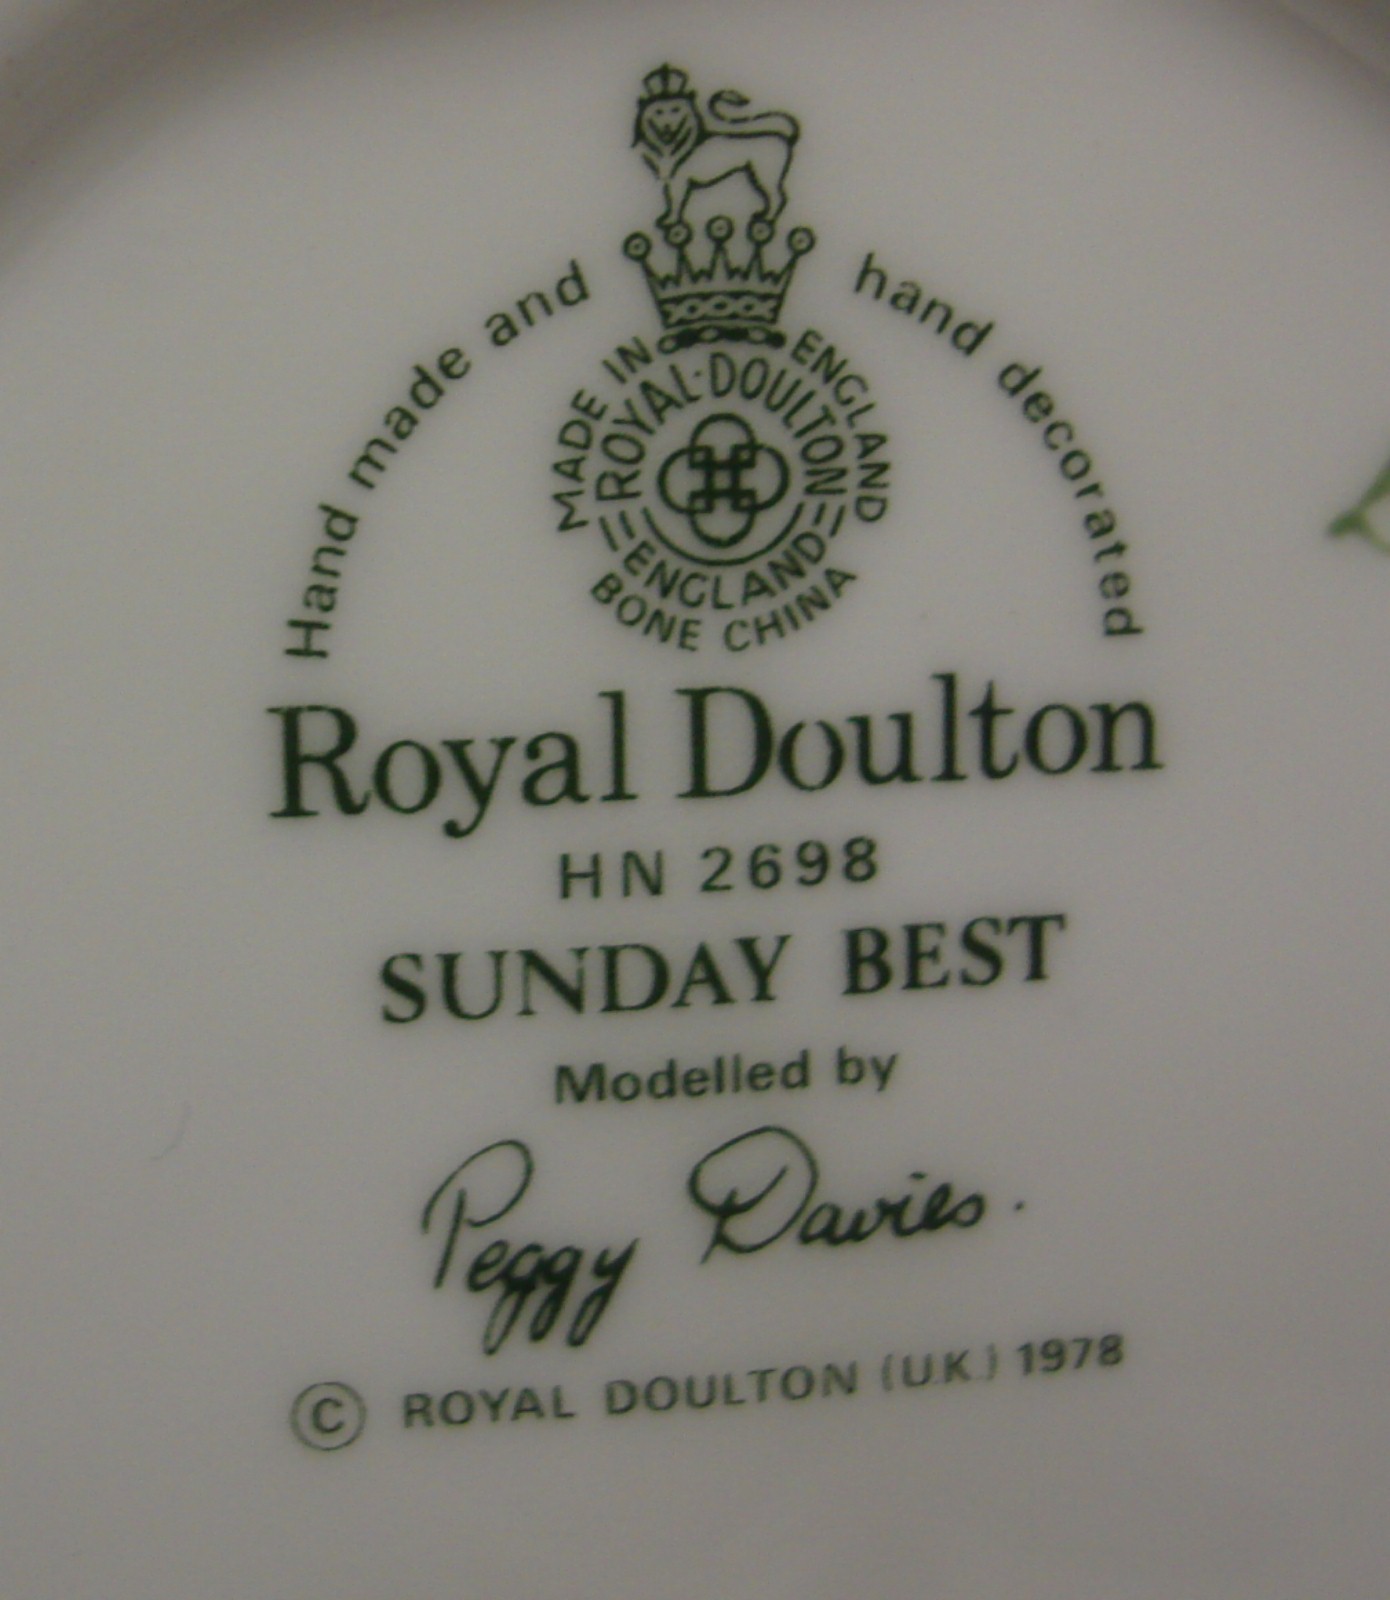 Hand made and hand decorated
MADE IN ENGLAND
ROYAL·DOULTON
ENGLAND
BONE CHINA
Royal Doulton
HN 2698
SUNDAY BEST
Modelled by
Peggy Davies.
© ROYAL DOULTON (U.K.) 1978